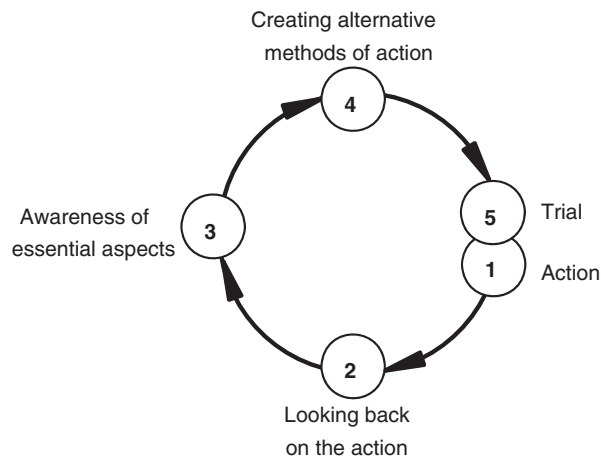 Creating alternative
methods of action
4
5
Trial
3
Awareness of
essential aspects
1
Action
2
Looking back
on the action